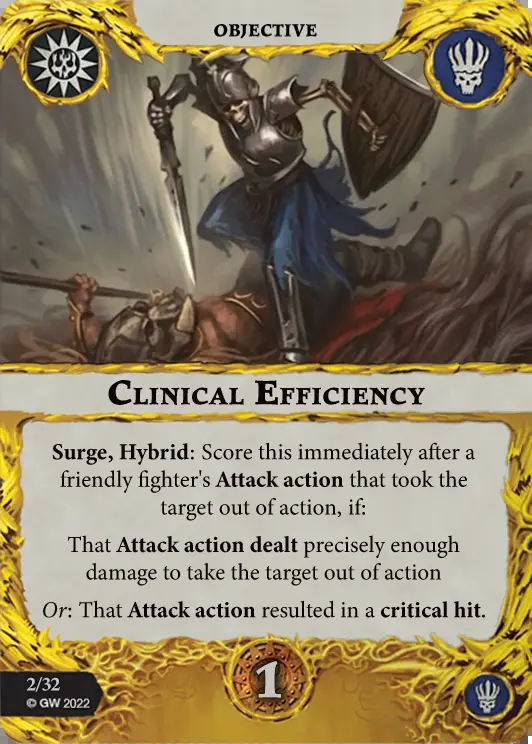 OBJECTIVE
Clinical Efficiency
Surge, Hybrid: Score this immediately after a
friendly fighter's Attack action that took the
target out of action, if:
That Attack action dealt precisely enough
damage to take the target out of action
Or: That Attack action resulted in a critical hit.
1
2/32
© GW 2022